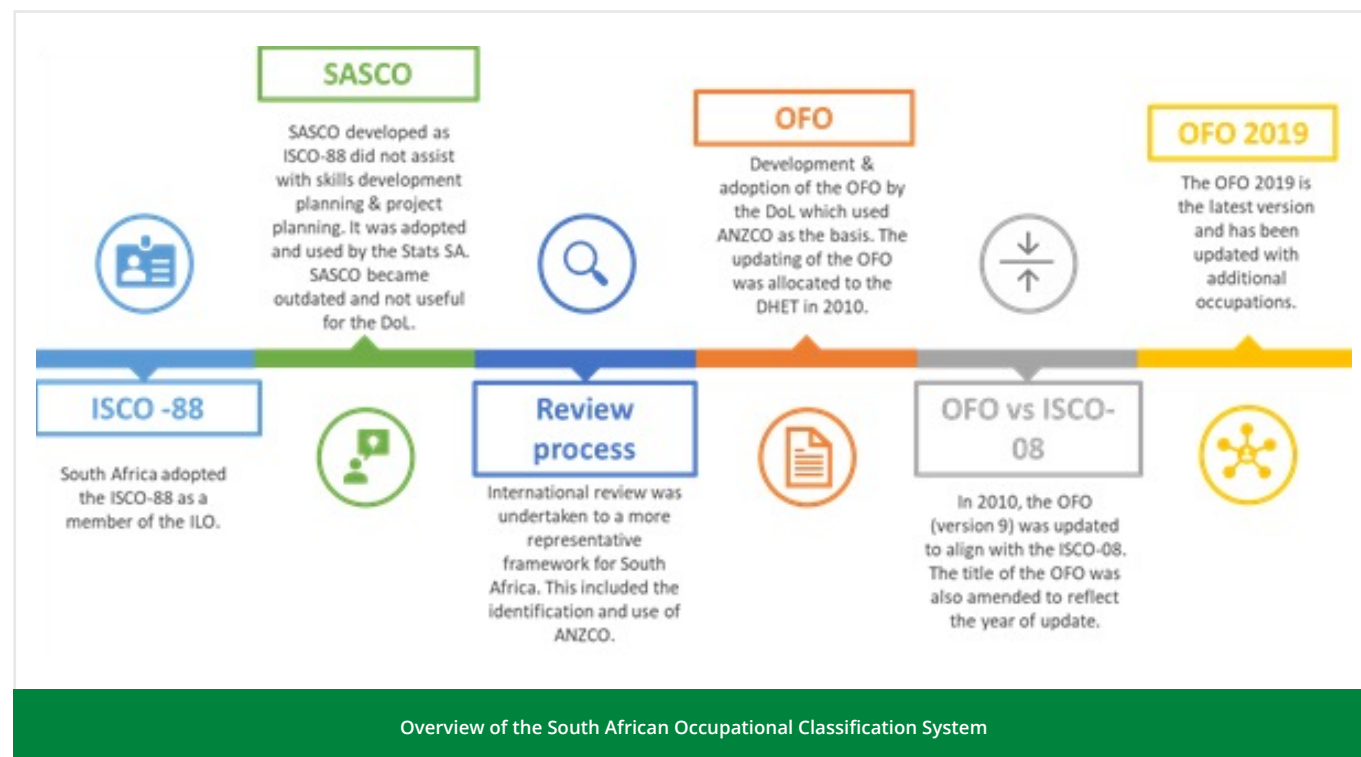 ISCO -88
South Africa adopted
the ISCO-88 as a
member of the ILO.
SASCO
SASCO developed as
ISCO-88 did not assist
with skills development
planning & project
planning. It was adopted
and used by the Stats SA.
SASCO became
outdated and not useful
for the DoL.
Review
process
International review was
undertaken to a more
representative
framework for South
Africa. This included the
identification and use of
ANZCO.
OFO
Development &
adoption of the OFO by
the DoL which used
ANZCO as the basis. The
updating of the OFO
was allocated to the
DHET in 2010.
OFO vs ISCO-
08
In 2010, the OFO
(version 9) was updated
to align with the ISCO-08.
The title of the OFO was
also amended to reflect
the year of update.
OFO 2019
The OFO 2019 is
the latest version
and has been
updated with
additional
occupations.
Overview of the South African Occupational Classification System